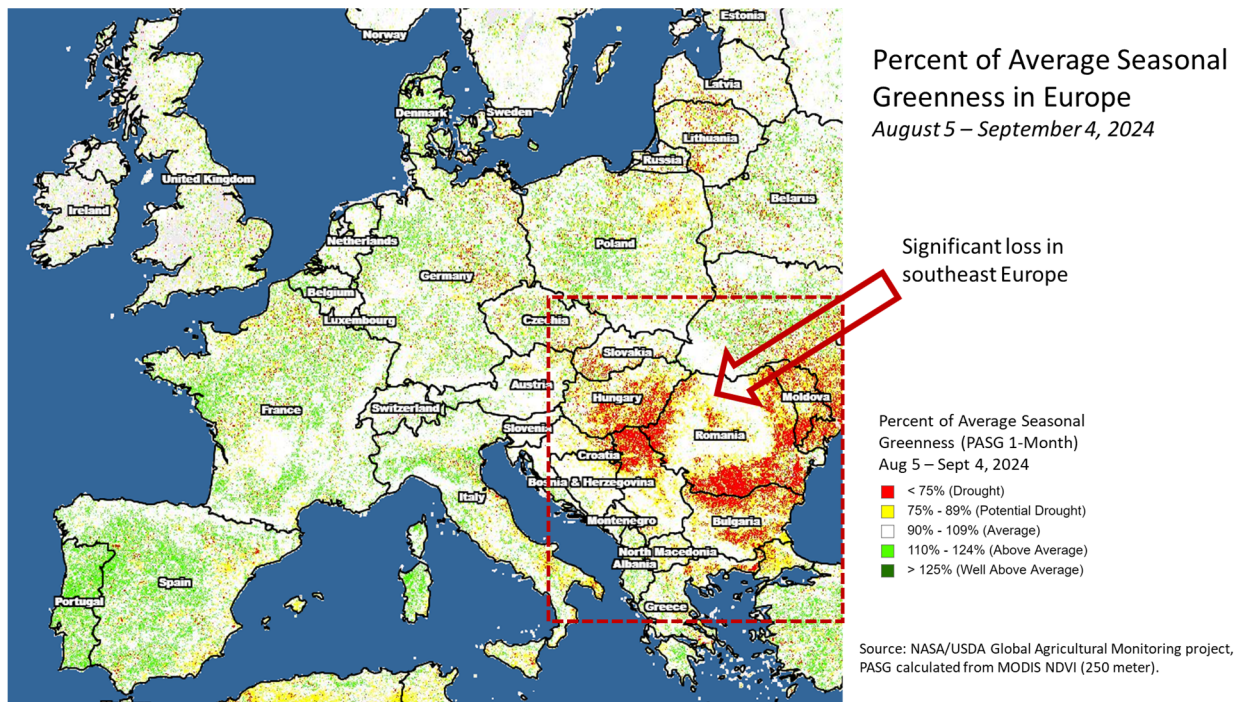 Percent of Average Seasonal
Greenness in Europe
August 5 – September 4, 2024
Norway
Estonia
Latvia
Denmark
Sweden
Lithuania
Russia
United Kingdom
Ireland
Belarus
Netherlands
Poland
Germany
Belgium
Luxembourg
Czechia
Slovakia
Austria
Hungary
Moldova
France
Switzerland
Slovenia
Romania
Croatia
Bosnia & Herzegovina
Italy
Montenegro
Bulgaria
North Macedonia
Albania
Spain
Portugal
Greece
Significant loss in
southeast Europe
Percent of Average Seasonal
Greenness (PASG 1-Month)
Aug 5 – Sept 4, 2024
< 75% (Drought)
75% - 89% (Potential Drought)
90% - 109% (Average)
110% - 124% (Above Average)
> 125% (Well Above Average)
Source: NASA/USDA Global Agricultural Monitoring project,
PASG calculated from MODIS NDVI (250 meter).